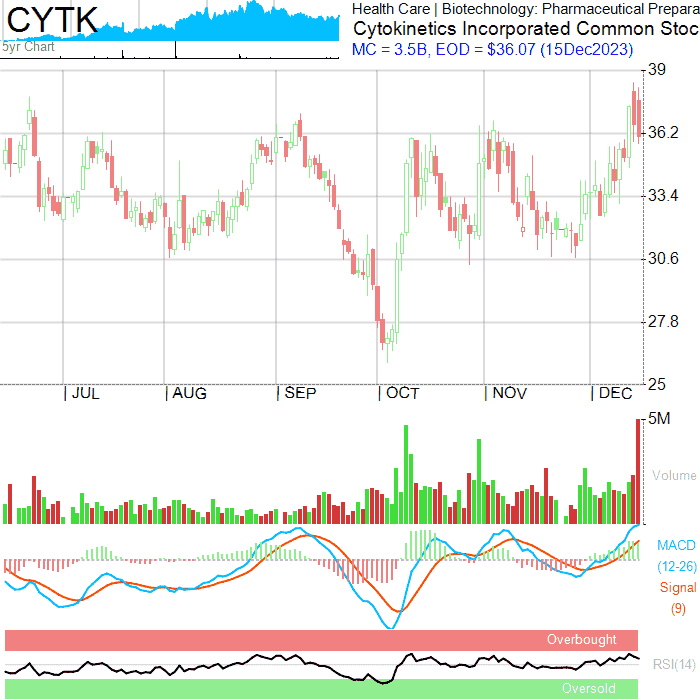 CYTK
5yr Chart
Health Care | Biotechnology: Pharmaceutical Prepara
Cytokinetics Incorporated Common Stoc
MC = 3.5B, EOD = $36.07 (15Dec2023)
39
36.2
33.4
30.6
27.8
25
| JUL | AUG | SEP | OCT | NOV | DEC
5M
Volume
MACD
(12-26)
Signal
(9)
Overbought
RSI(14)
Oversold